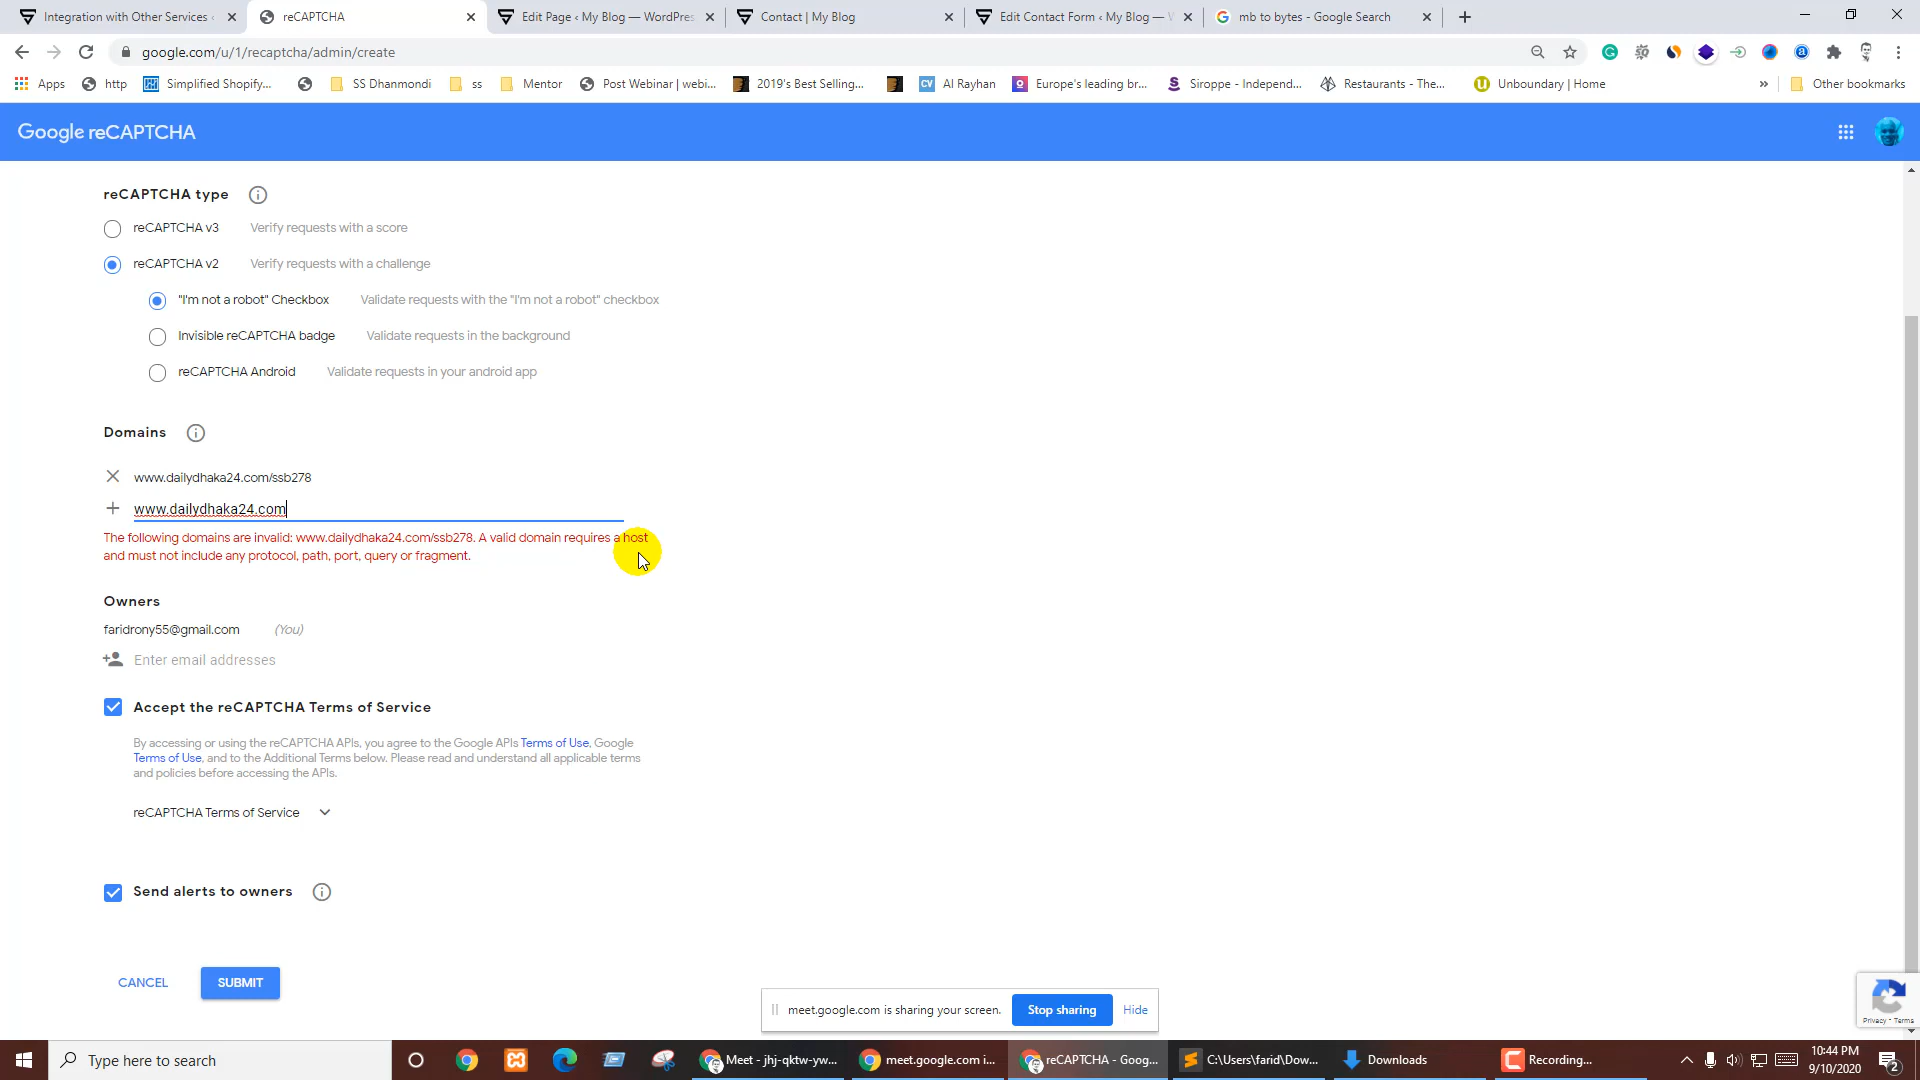 Integration with Other Services ‹
reCAPTCHA
Edit Page ‹ My Blog — WordPres
Contact | My Blog
Edit Contact Form ‹ My Blog — W
mb to bytes - Google Search
google.com/u/1/recaptcha/admin/create
Apps
http
Simplified Shopify...
SS Dhanmondi
ss
Mentor
Post Webinar | webi...
2019's Best Selling...
CV
Al Rayhan
Europe's leading br...
Siroppe - Independ...
Restaurants - The...
Unboundary | Home
»
Other bookmarks
Google reCAPTCHA
reCAPTCHA type
reCAPTCHA v3 Verify requests with a score
reCAPTCHA v2 Verify requests with a challenge
"I'm not a robot" Checkbox Validate requests with the "I'm not a robot" checkbox
Invisible reCAPTCHA badge Validate requests in the background
reCAPTCHA Android Validate requests in your android app
Domains
www.dailydhaka24.com/ssb278
www.dailydhaka24.com
The following domains are invalid: www.dailydhaka24.com/ssb278. A valid domain requires a host
and must not include any protocol, path, port, query or fragment.
Owners
faridrony55@gmail.com (You)
Enter email addresses
Accept the reCAPTCHA Terms of Service
By accessing or using the reCAPTCHA APIs, you agree to the Google APIs Terms of Use, Google
Terms of Use, and to the Additional Terms below. Please read and understand all applicable terms
and policies before accessing the APIs.
reCAPTCHA Terms of Service
Send alerts to owners
CANCEL
SUBMIT
meet.google.com is sharing your screen.
Stop sharing
Hide
Privacy - Terms
Type here to search
Meet - jhj-qktw-yw...
meet.google.com i...
reCAPTCHA - Goog...
C:\Users\farid\Dow...
Downloads
Recording...
10:44 PM
9/10/2020
2